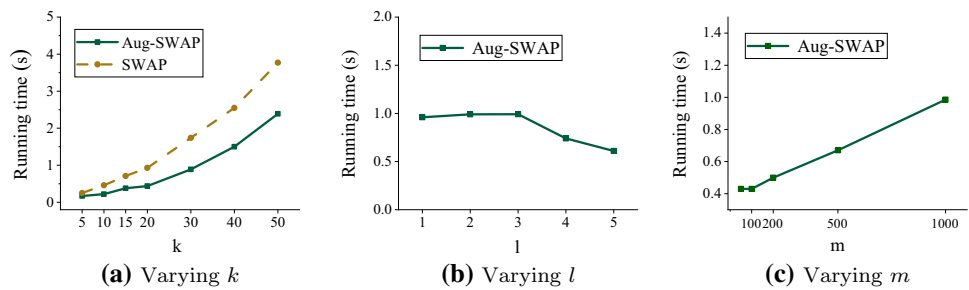 Running time (s)
5
4
3
2
1
0
Aug-SWAP
SWAP
5 10 15 20 30 40 50
k
(a) Varying k
Running time (s)
2.0
1.5
1.0
0.5
0.0
Aug-SWAP
1 2 3 4 5
l
(b) Varying l
Running time (s)
1.4
1.2
1.0
0.8
0.6
0.4
Aug-SWAP
100 200 500 1000
m
(c) Varying m